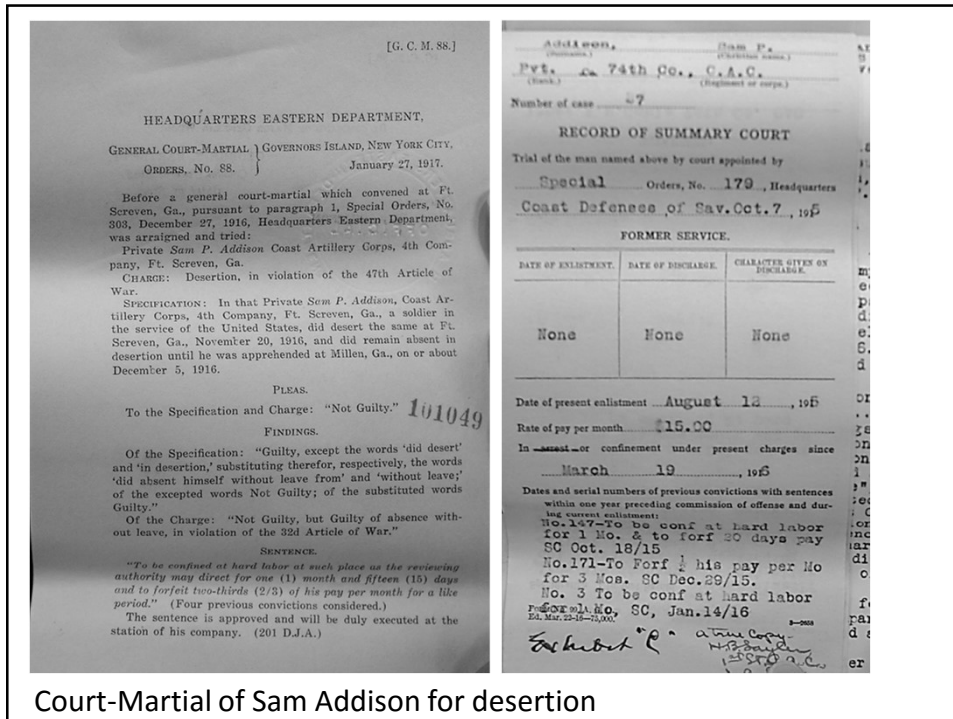 [G. C. M. 88.]
HEADQUARTERS EASTERN DEPARTMENT,
GENERAL COURT-MARTIAL } GOVERNORS ISLAND, NEW YORK CITY,
ORDERS, NO. 88. } January 27, 1917.
Before a general court-martial which convened at Ft.
Screven, Ga., pursuant to paragraph 1, Special Orders, No.
303, December 27, 1916, Headquarters Eastern Department,
was arraigned and tried:
Private Sam P. Addison Coast Artillery Corps, 4th Com-
pany, Ft. Screven, Ga.
CHARGE: Desertion, in violation of the 47th Article of
War.
SPECIFICATION: In that Private Sam P. Addison, Coast Ar-
tillery Corps, 4th Company, Ft. Screven, Ga., a soldier in
the service of the United States, did desert the same at Ft.
Screven, Ga., November 20, 1916, and did remain absent in
desertion until he was apprehended at Millen, Ga., on or about
December 5, 1916.
PLEAS.
To the Specification and Charge: "Not Guilty." 101049
FINDINGS.
Of the Specification: "Guilty, except the words 'did desert'
and 'in desertion,' substituting therefor, respectively, the words
'did absent himself without leave from' and 'without leave;'
of the excepted words Not Guilty; of the substituted words
Guilty."
Of the Charge: "Not Guilty, but Guilty of absence with-
out leave, in violation of the 32d Article of War."
SENTENCE.
"To be confined at hard labor at such place as the reviewing
authority may direct for one (1) month and fifteen (15) days
and to forfeit two-thirds (2/3) of his pay per month for a like
period." (Four previous convictions considered.)
The sentence is approved and will be duly executed at the
station of his company. (201 D.J.A.)
Addison, Sam P.
(Surname.) (Christian name.)
Pvt. 74th Co., C.A.C.
(Rank.) (Regiment or corps.)
Number of case 7
RECORD OF SUMMARY COURT
Trial of the man named above by court appointed by
Special Orders, No. 179, Headquarters
Coast Defenses of Sav. Oct. 7, 1915
FORMER SERVICE.
DATE OF ENLISTMENT. DATE OF DISCHARGE. CHARACTER GIVEN ON
DISCHARGE.
None None None
Date of present enlistment August 12, 1915
Rate of pay per month $15.00
In arrest or confinement under present charges since
March 19, 1916
Dates and serial numbers of previous convictions with sentences
within one year preceding commission of offense and dur-
ing current enlistment:
No.147-To be conf at hard labor
for 1 Mo. & to forf 20 days pay
SC Oct. 18/15
No.171-To Forf ½ his pay per Mo
for 3 Mos. SC Dec.29/15.
No. 3 To be conf at hard labor
Mo, SC, Jan.14/16
Ed. Mar. 22-16-75,000.
Exhibit "C" a true Copy-
Court-Martial of Sam Addison for desertion